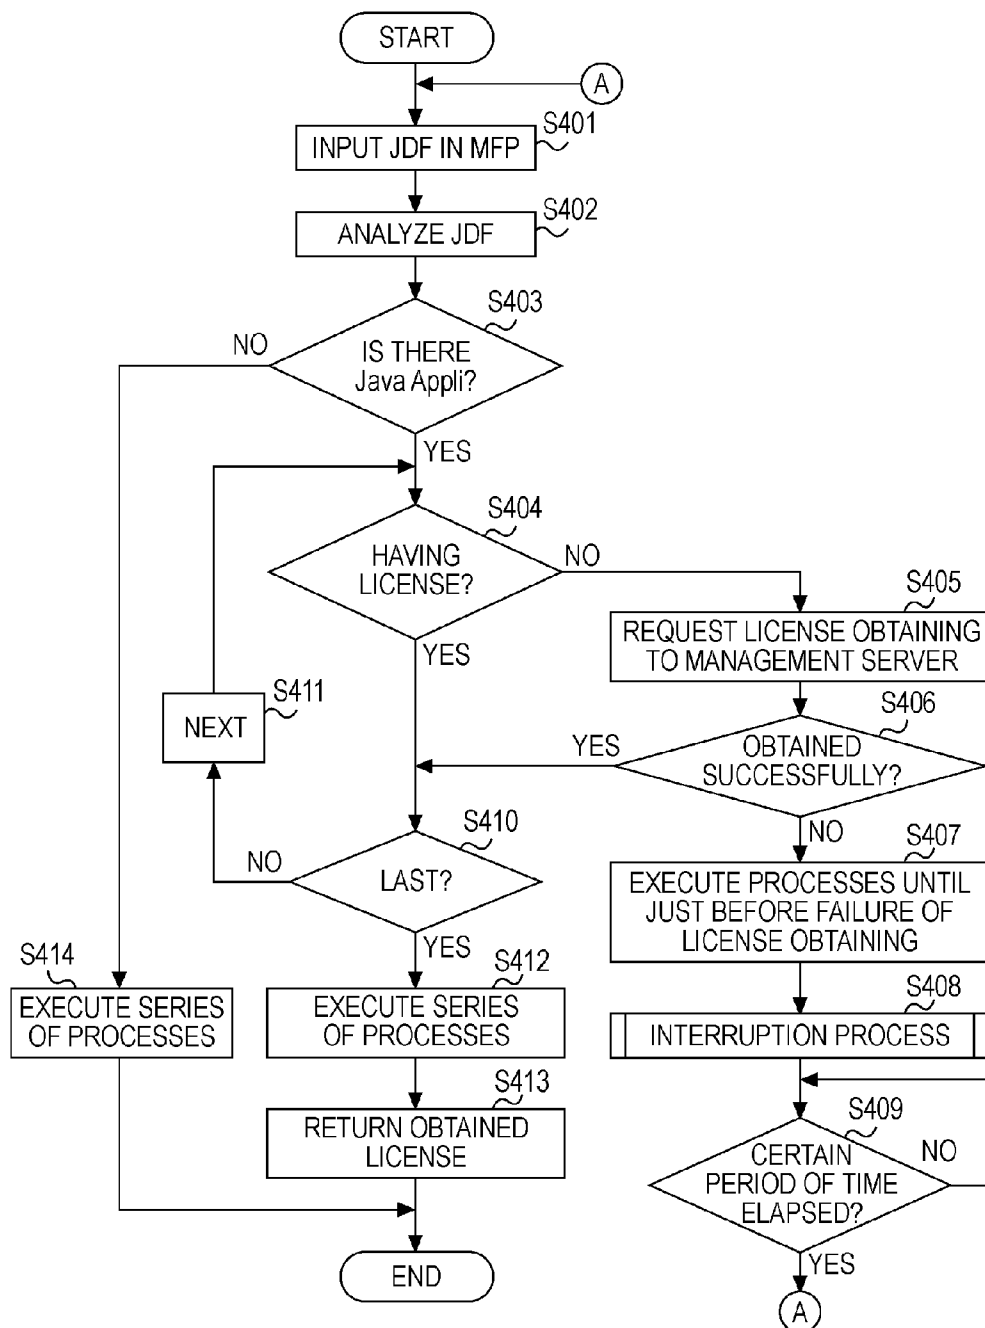 START
A
S401
INPUT JDF IN MFP
S402
ANALYZE JDF
S403
NO
IS THERE
Java Appli?
YES
S404
HAVING
LICENSE?
NO
YES
S405
REQUEST LICENSE OBTAINING
TO MANAGEMENT SERVER
S406
OBTAINED
SUCCESSFULLY?
YES
NO
S411
NEXT
S410
NO
LAST?
YES
S407
EXECUTE PROCESSES UNTIL
JUST BEFORE FAILURE OF
LICENSE OBTAINING
S414
EXECUTE SERIES
OF PROCESSES
S412
EXECUTE SERIES
OF PROCESSES
S408
INTERRUPTION PROCESS
S413
RETURN OBTAINED
LICENSE
S409
CERTAIN
PERIOD OF TIME
ELAPSED?
NO
YES
END
A